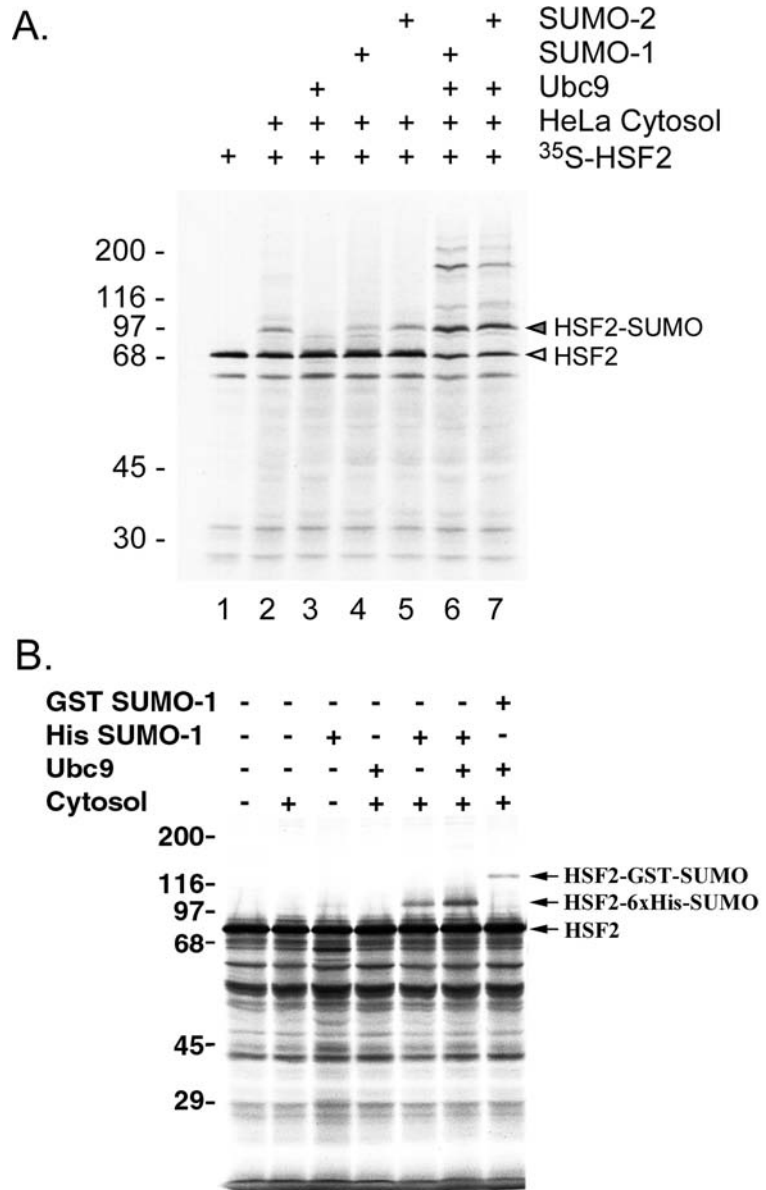 A.
+ + SUMO-2
+ + SUMO-1
+ + + Ubc9
+ + + + + + HeLa Cytosol
+ + + + + + + ³⁵S-HSF2
200 -
116 -
97 - HSF2-SUMO
68 - HSF2
45 -
30 -
1 2 3 4 5 6 7
B.
GST SUMO-1 - - - - - - +
His SUMO-1 - - + - + + -
Ubc9 - - - + - + +
Cytosol - + - + + + +
200-
116- HSF2-GST-SUMO
97- HSF2-6xHis-SUMO
HSF2
68-
45-
29-